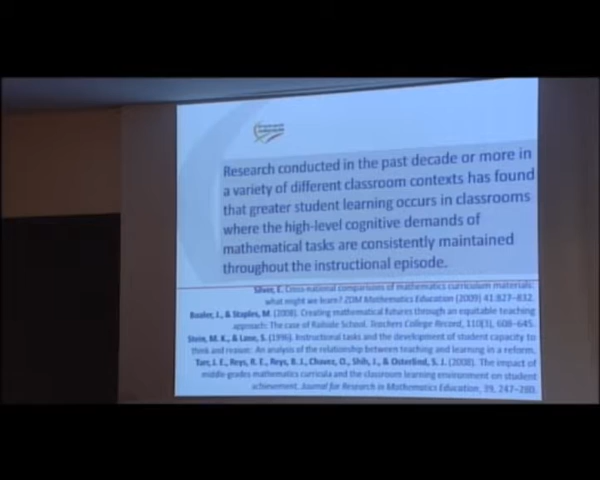 Research conducted in the past decade or more in
a variety of different classroom contexts has found
that greater student learning occurs in classrooms
where the high-level cognitive demands of
mathematical tasks are consistently maintained
throughout the instructional episode.
Silver, E. Cross-national comparisons of mathematics curriculum materials:
what might we learn? ZDM Mathematics Education (2009) 41:827–832.
Boaler, J., & Staples, M. (2008). Creating mathematical futures through an equitable teaching
approach: The case of Railside School. Teachers College Record, 110(3), 608–645.
Stein, M. K., & Lane, S. (1996). Instructional tasks and the development of student capacity to
think and reason: An analysis of the relationship between teaching and learning in a reform.
Tarr, J. E., Reys, R. E., Reys, B. J., Chavez, O., Shih, J., & Osterlind, S. J. (2008). The impact of
middle-grades mathematics curricula and the classroom learning environment on student
achievement. Journal for Research in Mathematics Education, 39, 247–280.